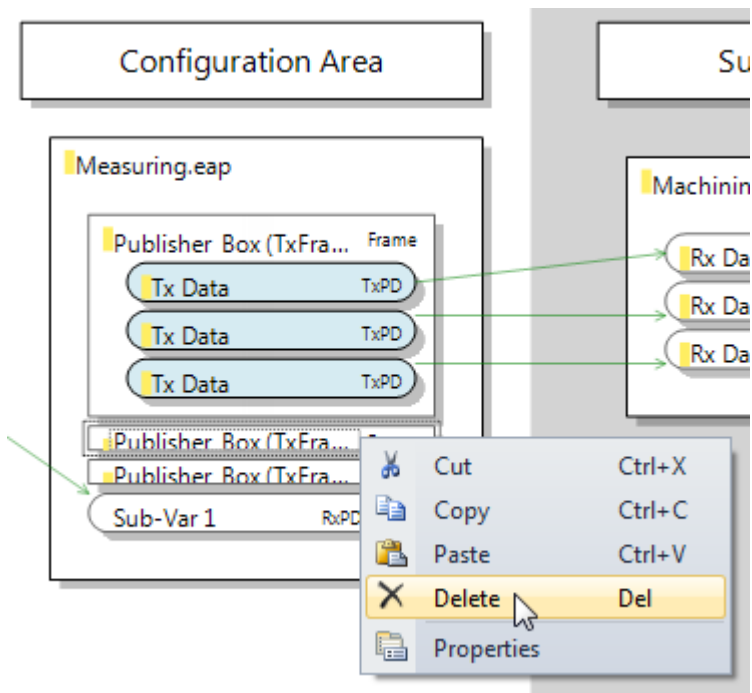 Configuration Area
Su
Measuring.eap
Machinin
Publisher Box (TxFra... Frame
Tx Data TxPD
Rx Da
Tx Data TxPD
Rx Da
Tx Data TxPD
Rx Da
Publisher Box (TxFra...
Publisher Box (TxFra...
Sub-Var 1 RxPD
Cut Ctrl+X
Copy Ctrl+C
Paste Ctrl+V
Delete Del
Properties